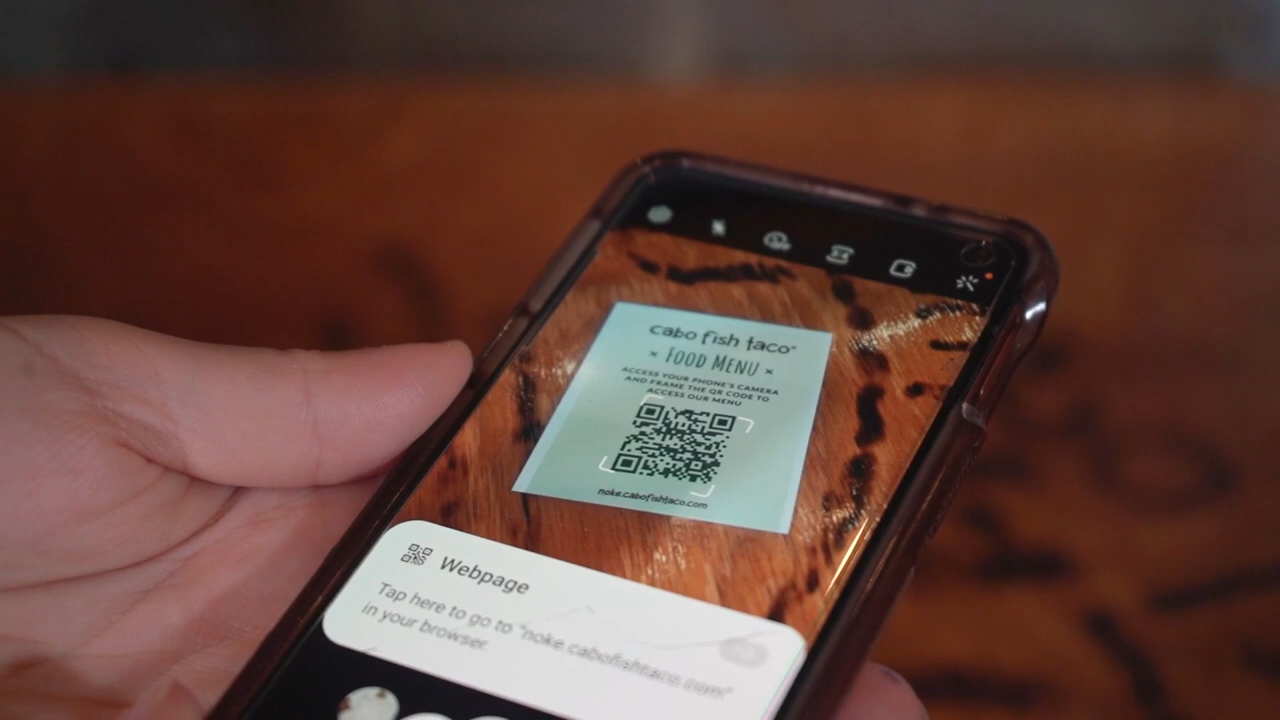 cabo fish taco®
× FOOD MENU ×
ACCESS YOUR PHONE'S CAMERA
AND FRAME THE QR CODE TO
ACCESS OUR MENU
noke.cabofishtaco.com
Webpage
Tap here to go to "noke.cabofishtaco.com"
in your browser.